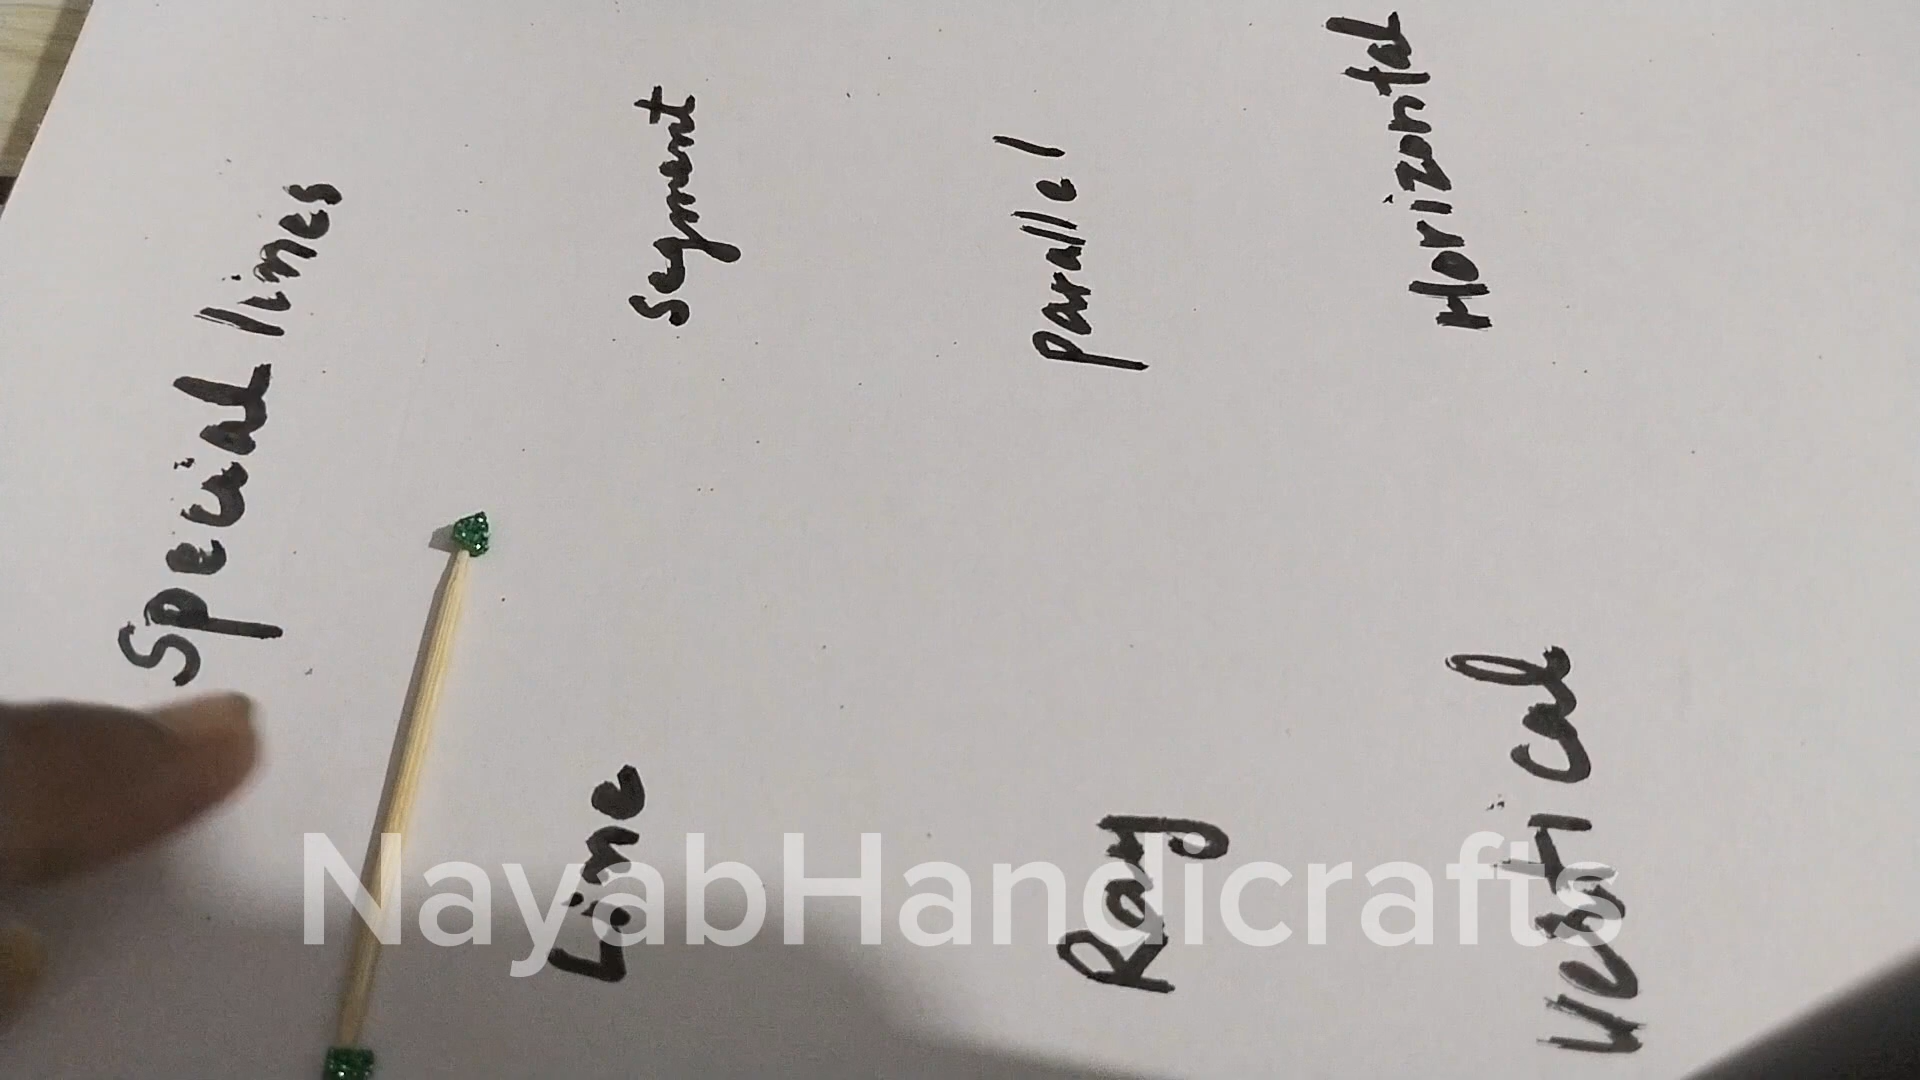 Special lines
Line Segment
Ray Parallel
Vertical Horizontal
NayabHandicrafts